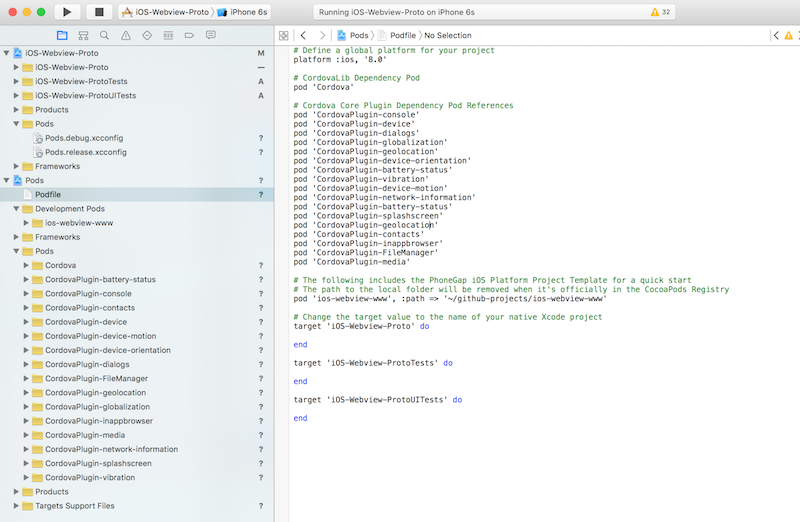 iOS-Webview-Proto
iPhone 6s
Running iOS-Webview-Proto on iPhone 6s
32
Pods
Podfile
No Selection
iOS-Webview-Proto M
iOS-Webview-Proto
iOS-Webview-ProtoTests A
iOS-Webview-ProtoUITests A
Products
Pods
Pods.debug.xcconfig ?
Pods.release.xcconfig ?
Frameworks
Pods ?
Podfile ?
Development Pods
ios-webview-www
Frameworks
Pods
Cordova ?
CordovaPlugin-battery-status ?
CordovaPlugin-console ?
CordovaPlugin-contacts ?
CordovaPlugin-device ?
CordovaPlugin-device-motion ?
CordovaPlugin-device-orientation ?
CordovaPlugin-dialogs ?
CordovaPlugin-FileManager ?
CordovaPlugin-geolocation ?
CordovaPlugin-globalization ?
CordovaPlugin-inappbrowser ?
CordovaPlugin-media ?
CordovaPlugin-network-information ?
CordovaPlugin-splashscreen ?
CordovaPlugin-vibration ?
Products
Targets Support Files ?
# Define a global platform for your project
platform :ios, '8.0'
# CordovaLib Dependency Pod
pod 'Cordova'
# Cordova Core Plugin Dependency Pod References
pod 'CordovaPlugin-console'
pod 'CordovaPlugin-device'
pod 'CordovaPlugin-dialogs'
pod 'CordovaPlugin-globalization'
pod 'CordovaPlugin-geolocation'
pod 'CordovaPlugin-device-orientation'
pod 'CordovaPlugin-battery-status'
pod 'CordovaPlugin-vibration'
pod 'CordovaPlugin-device-motion'
pod 'CordovaPlugin-network-information'
pod 'CordovaPlugin-battery-status'
pod 'CordovaPlugin-splashscreen'
pod 'CordovaPlugin-geolocation'
pod 'CordovaPlugin-contacts'
pod 'CordovaPlugin-inappbrowser'
pod 'CordovaPlugin-FileManager'
pod 'CordovaPlugin-media'
# The following includes the PhoneGap iOS Platform Project Template for a quick start
# The path to the local folder will be removed when it's officially in the CocoaPods Registry
pod 'ios-webview-www', :path => '~/github-projects/ios-webview-www'
# Change the target value to the name of your native Xcode project
target 'iOS-Webview-Proto' do
end
target 'iOS-Webview-ProtoTests' do
end
target 'iOS-Webview-ProtoUITests' do
end